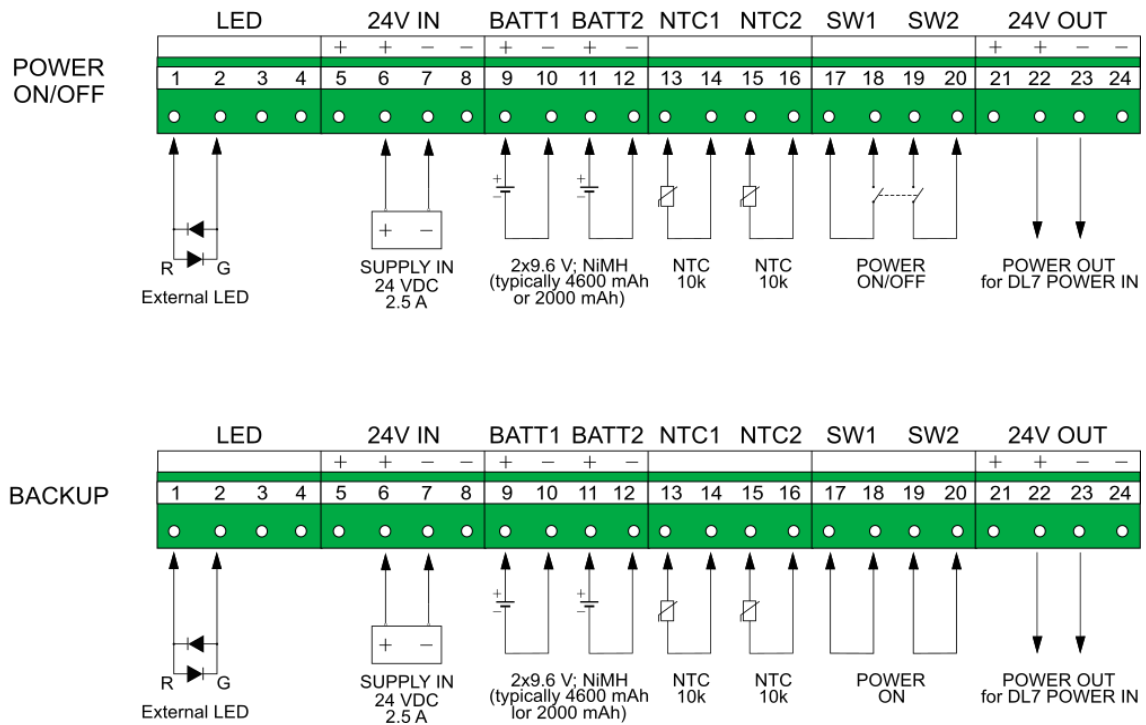 LED 24V IN BATT1 BATT2 NTC1 NTC2 SW1 SW2 24V OUT
+ + − − + − + − + + − −
POWER
ON/OFF
1 2 3 4 5 6 7 8 9 10 11 12 13 14 15 16 17 18 19 20 21 22 23 24
+ +
− −
+ −
R G
External LED
SUPPLY IN
24 VDC
2.5 A
2x9.6 V; NiMH
(typically 4600 mAh
or 2000 mAh)
NTC
10k
NTC
10k
POWER
ON/OFF
POWER OUT
for DL7 POWER IN
LED 24V IN BATT1 BATT2 NTC1 NTC2 SW1 SW2 24V OUT
+ + − − + − + − + + − −
BACKUP
1 2 3 4 5 6 7 8 9 10 11 12 13 14 15 16 17 18 19 20 21 22 23 24
+ +
− −
+ −
R G
External LED
SUPPLY IN
24 VDC
2.5 A
2x9.6 V; NiMH
(typically 4600 mAh
lor 2000 mAh)
NTC
10k
NTC
10k
POWER
ON
POWER OUT
for DL7 POWER IN